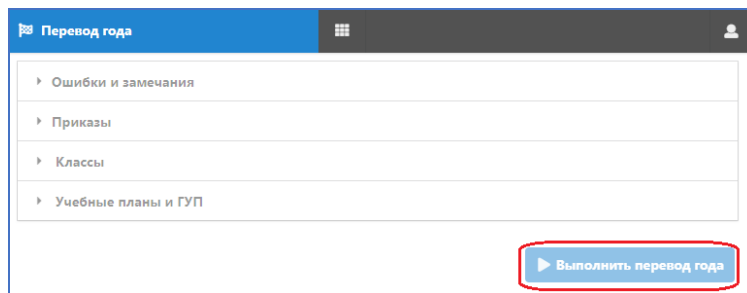 Перевод года
Ошибки и замечания
Приказы
Классы
Учебные планы и ГУП
Выполнить перевод года